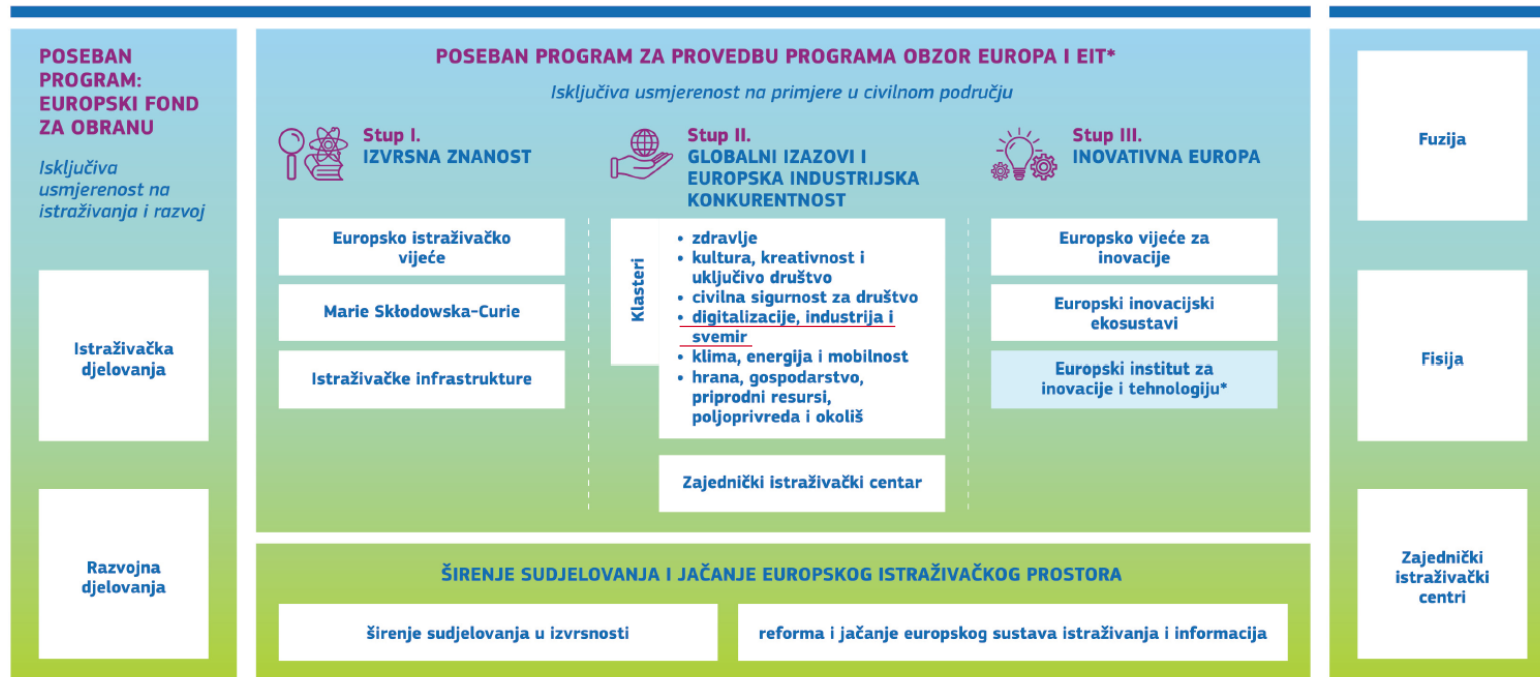 POSEBAN
PROGRAM:
EUROPSKI FOND
ZA OBRANU
Isključiva
usmjerenost na
istraživanja i razvoj
Istraživačka
djelovanja
Razvojna
djelovanja
POSEBAN PROGRAM ZA PROVEDBU PROGRAMA OBZOR EUROPA I EIT*
Isključiva usmjerenost na primjere u civilnom području
Stup I.
IZVRSNA ZNANOST
Europsko istraživačko
vijeće
Marie Skłodowska-Curie
Istraživačke infrastrukture
Stup II.
GLOBALNI IZAZOVI I
EUROPSKA INDUSTRIJSKA
KONKURENTNOST
Klasteri
• zdravlje
• kultura, kreativnost i
uključivo društvo
• civilna sigurnost za društvo
• digitalizacije, industrija i
svemir
• klima, energija i mobilnost
• hrana, gospodarstvo,
priprodni resursi,
poljoprivreda i okoliš
Zajednički istraživački centar
Stup III.
INOVATIVNA EUROPA
Europsko vijeće za
inovacije
Europski inovacijski
ekosustavi
Europski institut za
inovacije i tehnologiju*
ŠIRENJE SUDJELOVANJA I JAČANJE EUROPSKOG ISTRAŽIVAČKOG PROSTORA
širenje sudjelovanja u izvrsnosti
reforma i jačanje europskog sustava istraživanja i informacija
Fuzija
Fisija
Zajednički
istraživački
centri